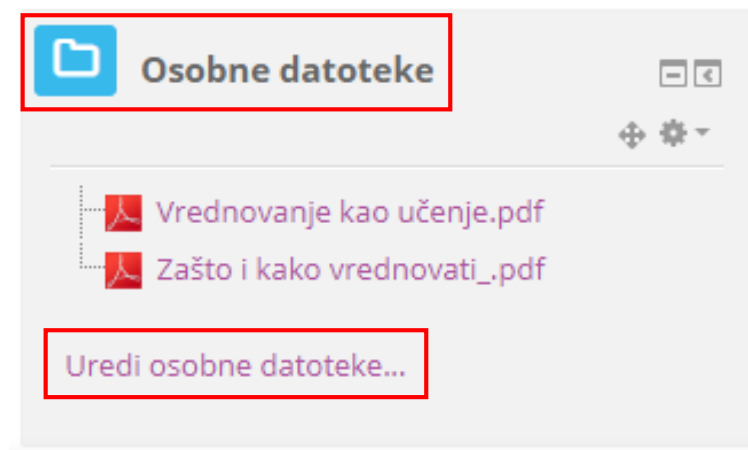 Osobne datoteke
Vrednovanje kao učenje.pdf
Zašto i kako vrednovati_.pdf
Uredi osobne datoteke...